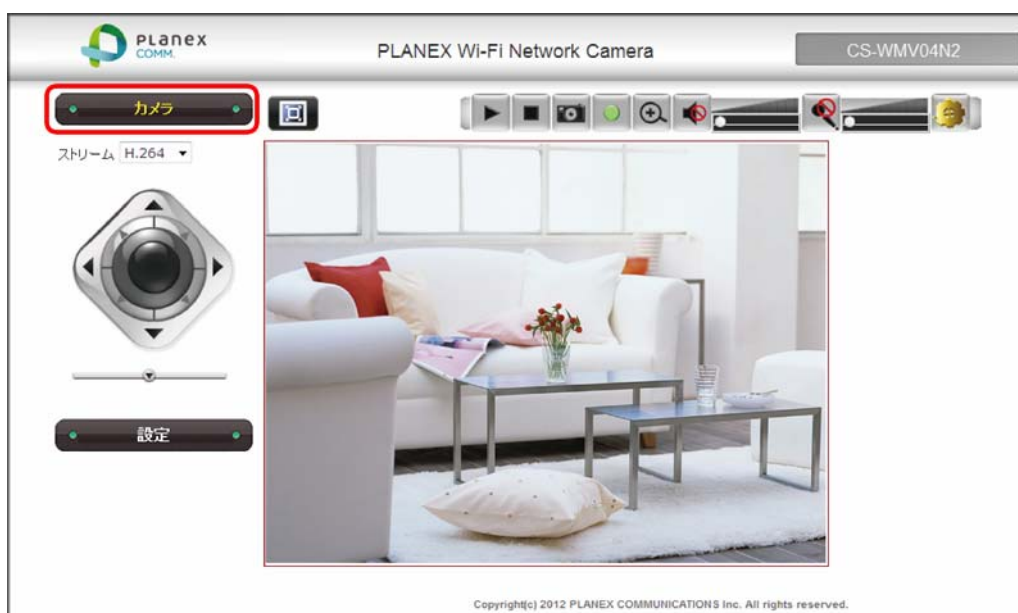 PLANEX
COMM.
PLANEX Wi-Fi Network Camera
CS-WMV04N2
カメラ
ストリーム H.264
設定
Copyright(c) 2012 PLANEX COMMUNICATIONS Inc. All rights reserved.